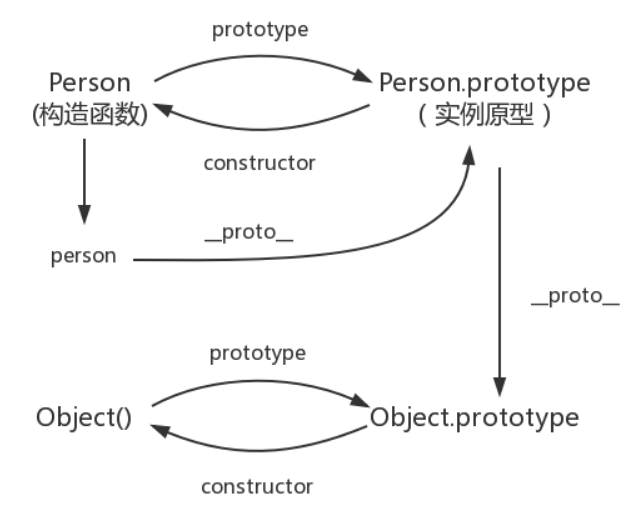 prototype
Person
Person.prototype
(构造函数)
( 实例原型 )
constructor
__proto__
person
__proto__
prototype
Object()
Object.prototype
constructor